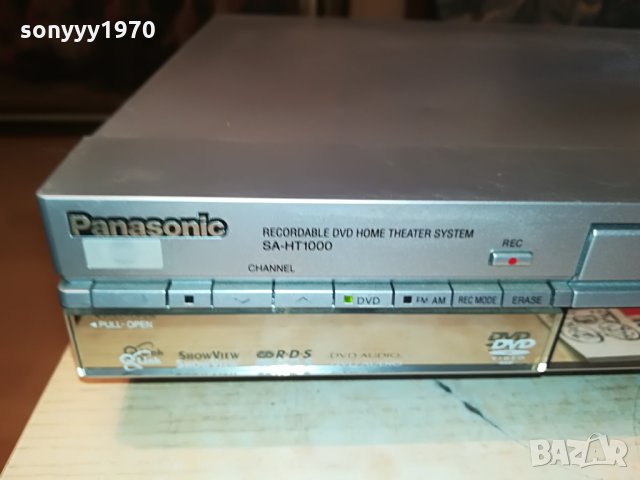 sonyyy1970
Panasonic
RECORDABLE DVD HOME THEATER SYSTEM
SA-HT1000
REC
CHANNEL
DVD
FM/AM
REC MODE
ERASE
PULL-OPEN
SHOWVIEW
R·D·S
DVD AUDIO
DVD
BAZAR